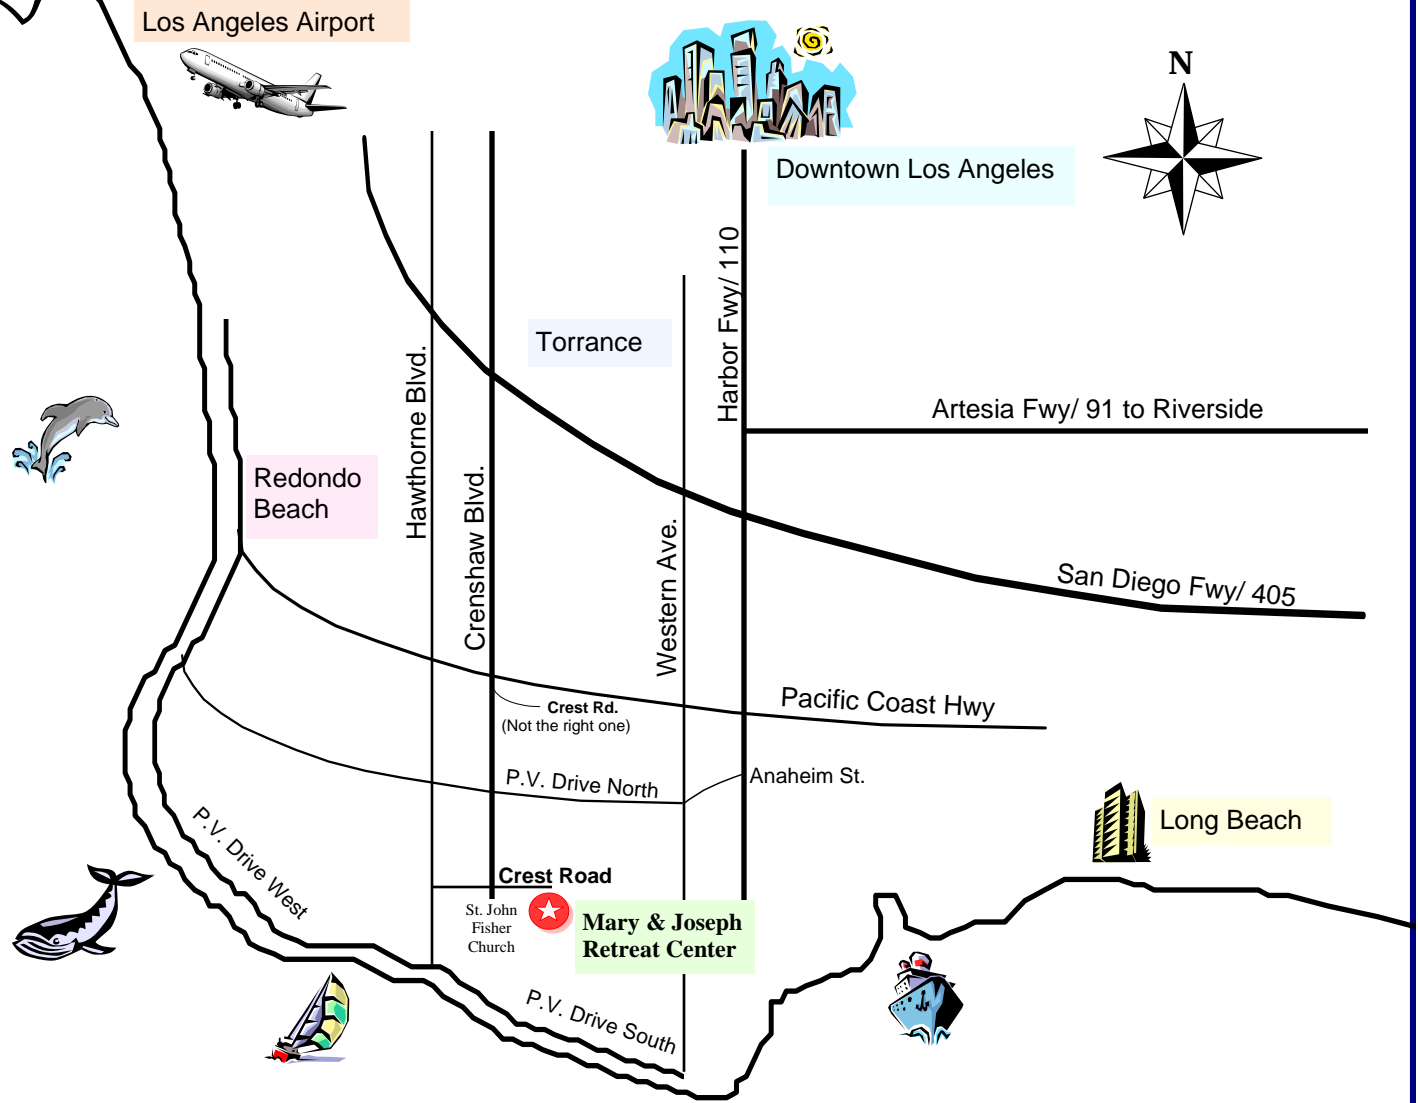 Los Angeles Airport
N
Downtown Los Angeles
Harbor Fwy/ 110
Torrance
Hawthorne Blvd.
Artesia Fwy/ 91 to Riverside
Redondo
Beach
Crenshaw Blvd.
Western Ave.
San Diego Fwy/ 405
Pacific Coast Hwy
Crest Rd.
(Not the right one)
P.V. Drive North
Anaheim St.
Long Beach
P.V. Drive West
Crest Road
St. John
Fisher
Church
Mary & Joseph
Retreat Center
P.V. Drive South